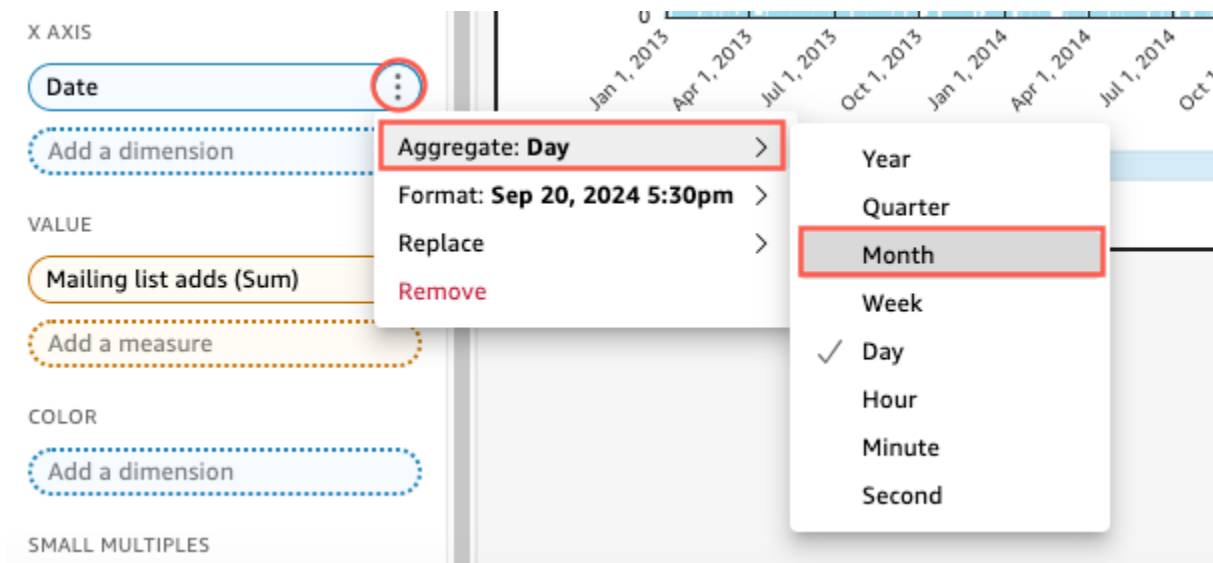 X AXIS
Date
Add a dimension
VALUE
Mailing list adds (Sum)
Add a measure
COLOR
Add a dimension
SMALL MULTIPLES
0
Jan 1, 2013
Apr 1, 2013
Jul 1, 2013
Oct 1, 2013
Jan 1, 2014
Apr 1, 2014
Jul 1, 2014
Oct
Aggregate: Day
Format: Sep 20, 2024 5:30pm
Replace
Remove
Year
Quarter
Month
Week
Day
Hour
Minute
Second